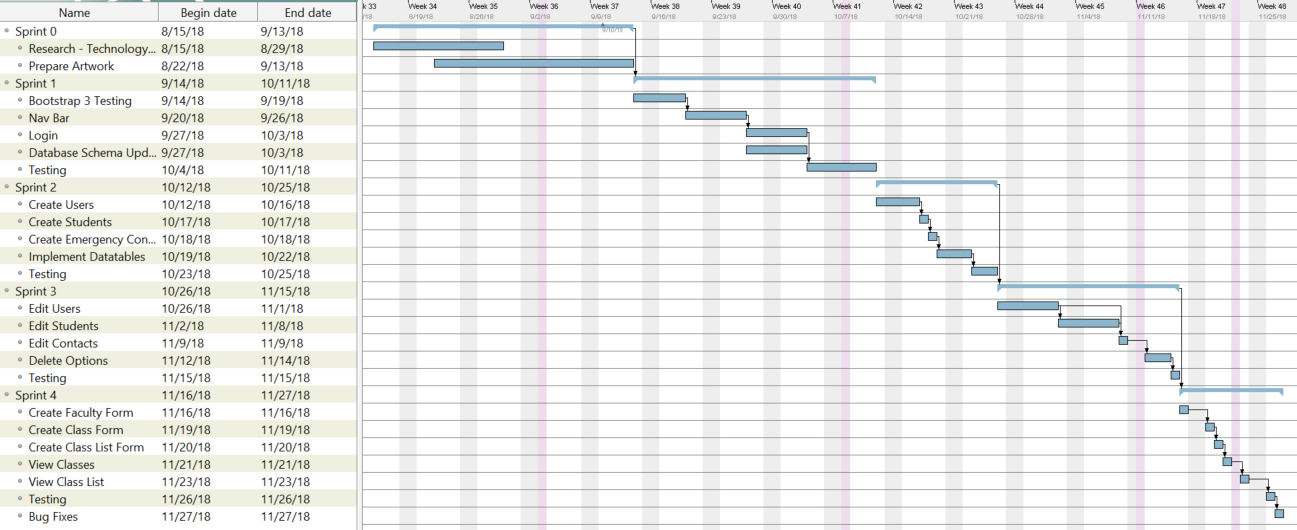 Name Begin date End date
k 33 Week 34 Week 35 Week 36 Week 37 Week 38 Week 39 Week 40 Week 41 Week 42 Week 43 Week 44 Week 45 Week 46 Week 47 Week 48
/18 8/19/18 8/26/18 9/2/18 9/9/18 9/16/18 9/23/18 9/30/18 10/7/18 10/14/18 10/21/18 10/28/18 11/4/18 11/11/18 11/18/18 11/25/18
Sprint 0 8/15/18 9/13/18 9/10/18
Research - Technology... 8/15/18 8/29/18
Prepare Artwork 8/22/18 9/13/18
Sprint 1 9/14/18 10/11/18
Bootstrap 3 Testing 9/14/18 9/19/18
Nav Bar 9/20/18 9/26/18
Login 9/27/18 10/3/18
Database Schema Upd... 9/27/18 10/3/18
Testing 10/4/18 10/11/18
Sprint 2 10/12/18 10/25/18
Create Users 10/12/18 10/16/18
Create Students 10/17/18 10/17/18
Create Emergency Con... 10/18/18 10/18/18
Implement Datatables 10/19/18 10/22/18
Testing 10/23/18 10/25/18
Sprint 3 10/26/18 11/15/18
Edit Users 10/26/18 11/1/18
Edit Students 11/2/18 11/8/18
Edit Contacts 11/9/18 11/9/18
Delete Options 11/12/18 11/14/18
Testing 11/15/18 11/15/18
Sprint 4 11/16/18 11/27/18
Create Faculty Form 11/16/18 11/16/18
Create Class Form 11/19/18 11/19/18
Create Class List Form 11/20/18 11/20/18
View Classes 11/21/18 11/21/18
View Class List 11/23/18 11/23/18
Testing 11/26/18 11/26/18
Bug Fixes 11/27/18 11/27/18